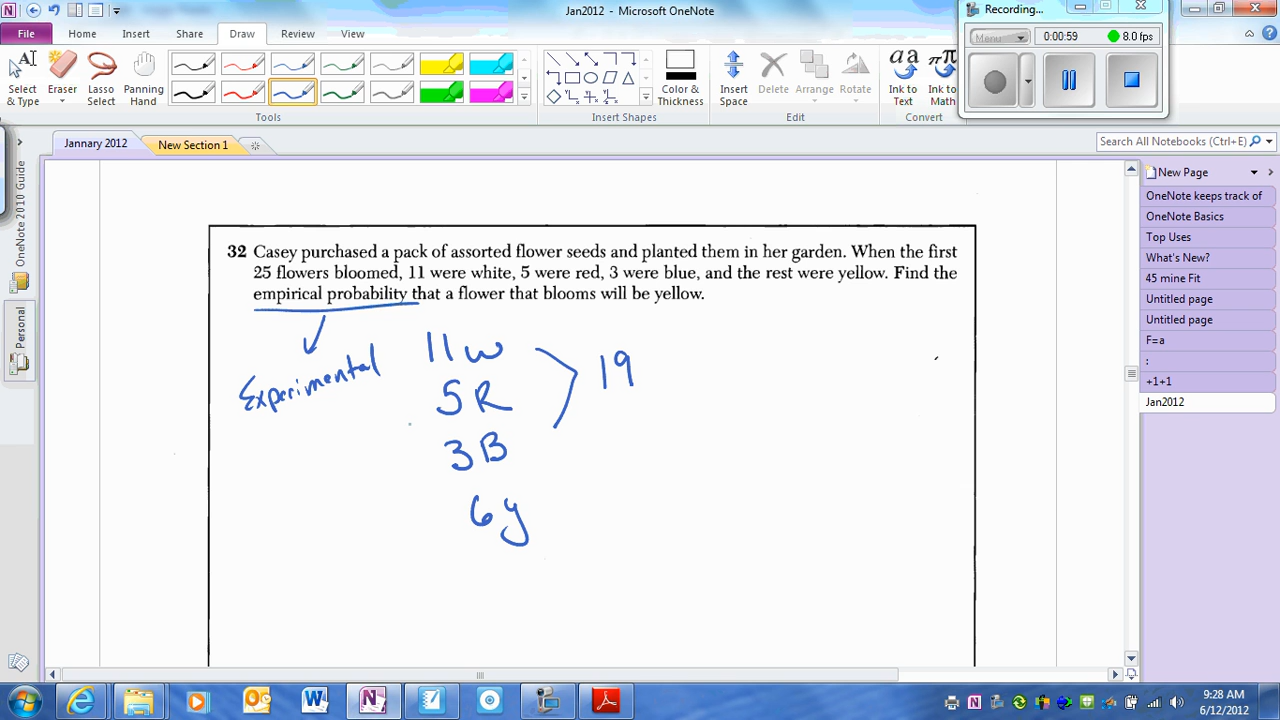 Jan2012 - Microsoft OneNote
Recording...
File Home Insert Share Draw Review View
Menu 0:00:59 8.0 fps
Select & Type
Eraser
Lasso Select
Panning Hand
Color & Thickness
Insert Space
Delete
Arrange
Rotate
Ink to Text
Ink to Math
Tools Insert Shapes Edit Convert
Jannary 2012 New Section 1 Search All Notebooks (Ctrl+E)
OneNote 2010 Guide
Personal
New Page
OneNote keeps track of
OneNote Basics
Top Uses
What's New?
45 mine Fit
Untitled page
Untitled page
F=a
:
+1+1
Jan2012
32 Casey purchased a pack of assorted flower seeds and planted them in her garden. When the first
25 flowers bloomed, 11 were white, 5 were red, 3 were blue, and the rest were yellow. Find the
empirical probability that a flower that blooms will be yellow.
Experimental
11 W
5 R
3 B
19
6 y
9:28 AM
6/12/2012